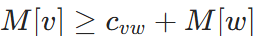 M[v] ≥ c_{vw} + M[w]